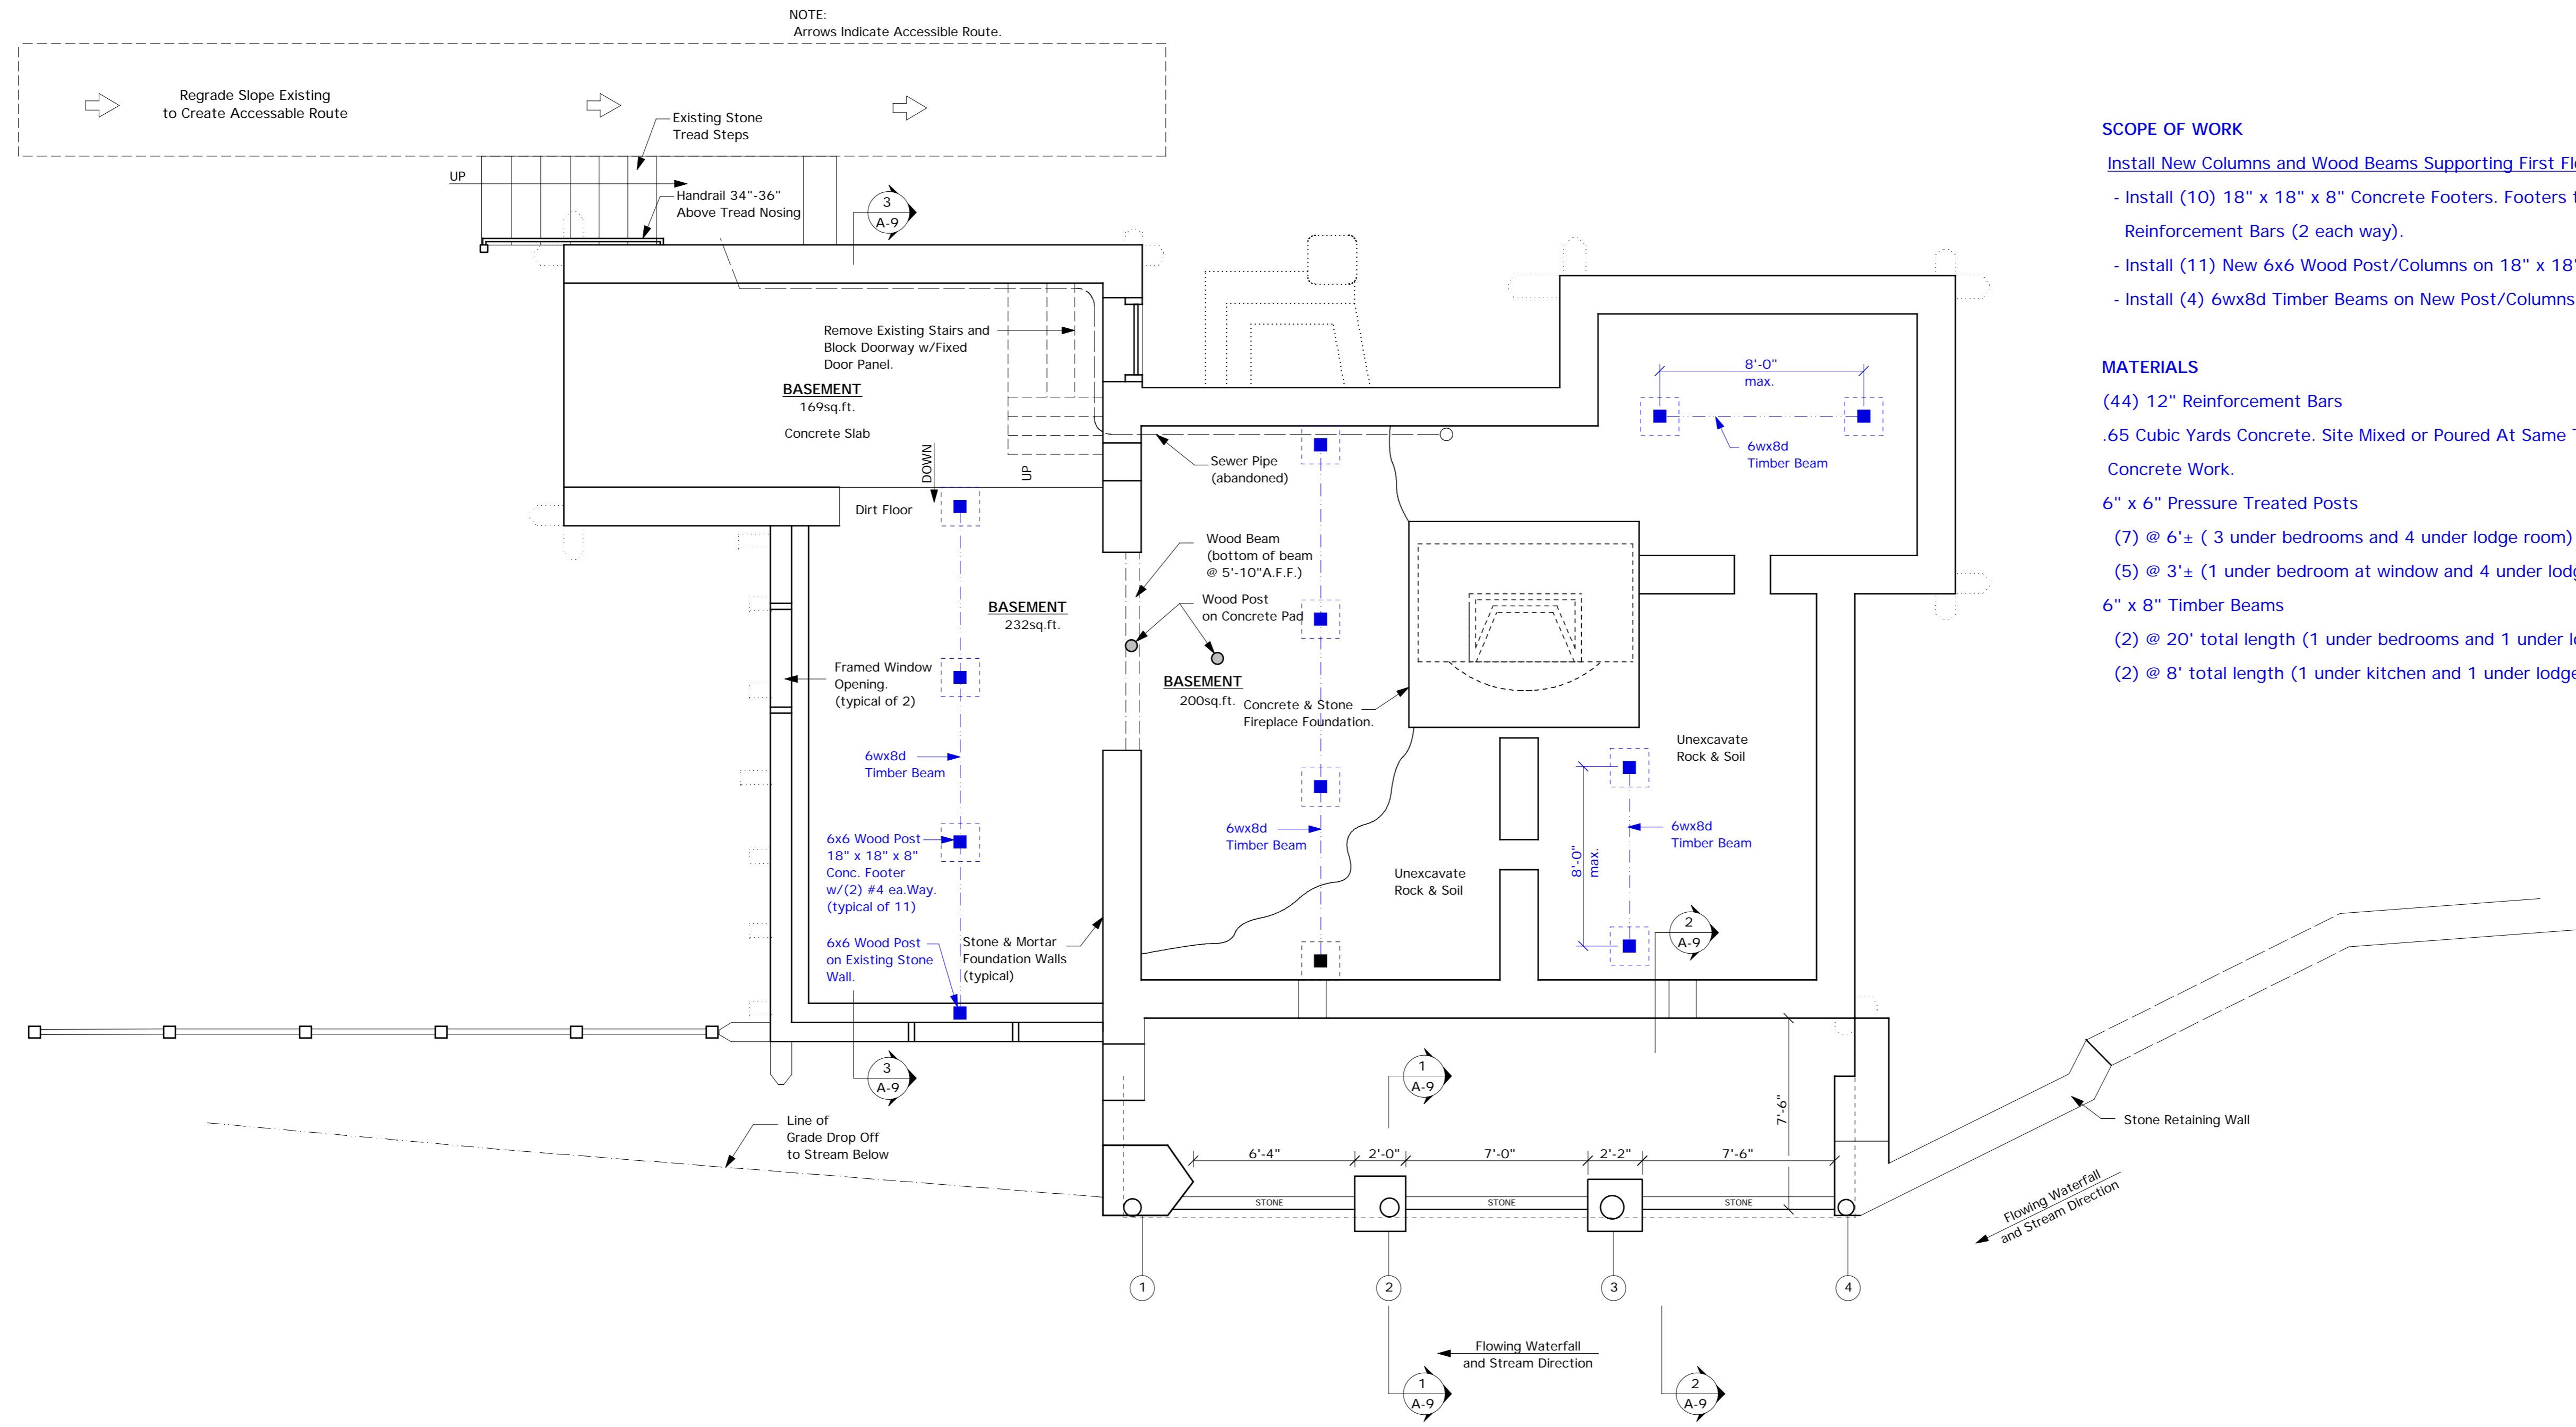 NOTE:
Arrows Indicate Accessible Route.
Regrade Slope Existing
to Create Accessable Route
Existing Stone
Tread Steps
UP
Handrail 34"-36"
Above Tread Nosing
3
A-9
Remove Existing Stairs and
Block Doorway w/Fixed
Door Panel.
BASEMENT
169sq.ft.
Concrete Slab
DOWN
UP
Dirt Floor
Sewer Pipe
(abandoned)
8'-0"
max.
6wx8d
Timber Beam
Wood Beam
(bottom of beam
@ 5'-10"A.F.F.)
Wood Post
on Concrete Pad
BASEMENT
232sq.ft.
BASEMENT
200sq.ft.
Framed Window
Opening.
(typical of 2)
Concrete & Stone
Fireplace Foundation.
6wx8d
Timber Beam
Unexcavate
Rock & Soil
6x6 Wood Post
18" x 18" x 8"
Conc. Footer
w/(2) #4 ea.Way.
(typical of 11)
6wx8d
Timber Beam
8'-0"
max.
6wx8d
Timber Beam
Unexcavate
Rock & Soil
6x6 Wood Post
on Existing Stone
Wall.
Stone & Mortar
Foundation Walls
(typical)
2
A-9
3
A-9
1
A-9
Line of
Grade Drop Off
to Stream Below
7'-6"
6'-4"
2'-0"
7'-0"
2'-2"
7'-6"
STONE
STONE
STONE
Stone Retaining Wall
Flowing Waterfall
and Stream Direction
1
2
3
4
Flowing Waterfall
and Stream Direction
1
A-9
2
A-9
SCOPE OF WORK
Install New Columns and Wood Beams Supporting First
- Install (10) 18" x 18" x 8" Concrete Footers. Footers
Reinforcement Bars (2 each way).
- Install (11) New 6x6 Wood Post/Columns on 18" x 18"
- Install (4) 6wx8d Timber Beams on New Post/Columns
MATERIALS
(44) 12" Reinforcement Bars
.65 Cubic Yards Concrete. Site Mixed or Poured At Same
Concrete Work.
6" x 6" Pressure Treated Posts
(7) @ 6'± ( 3 under bedrooms and 4 under lodge room)
(5) @ 3'± (1 under bedroom at window and 4 under
6" x 8" Timber Beams
(2) @ 20' total length (1 under bedrooms and 1 under
(2) @ 8' total length (1 under kitchen and 1 under lodge